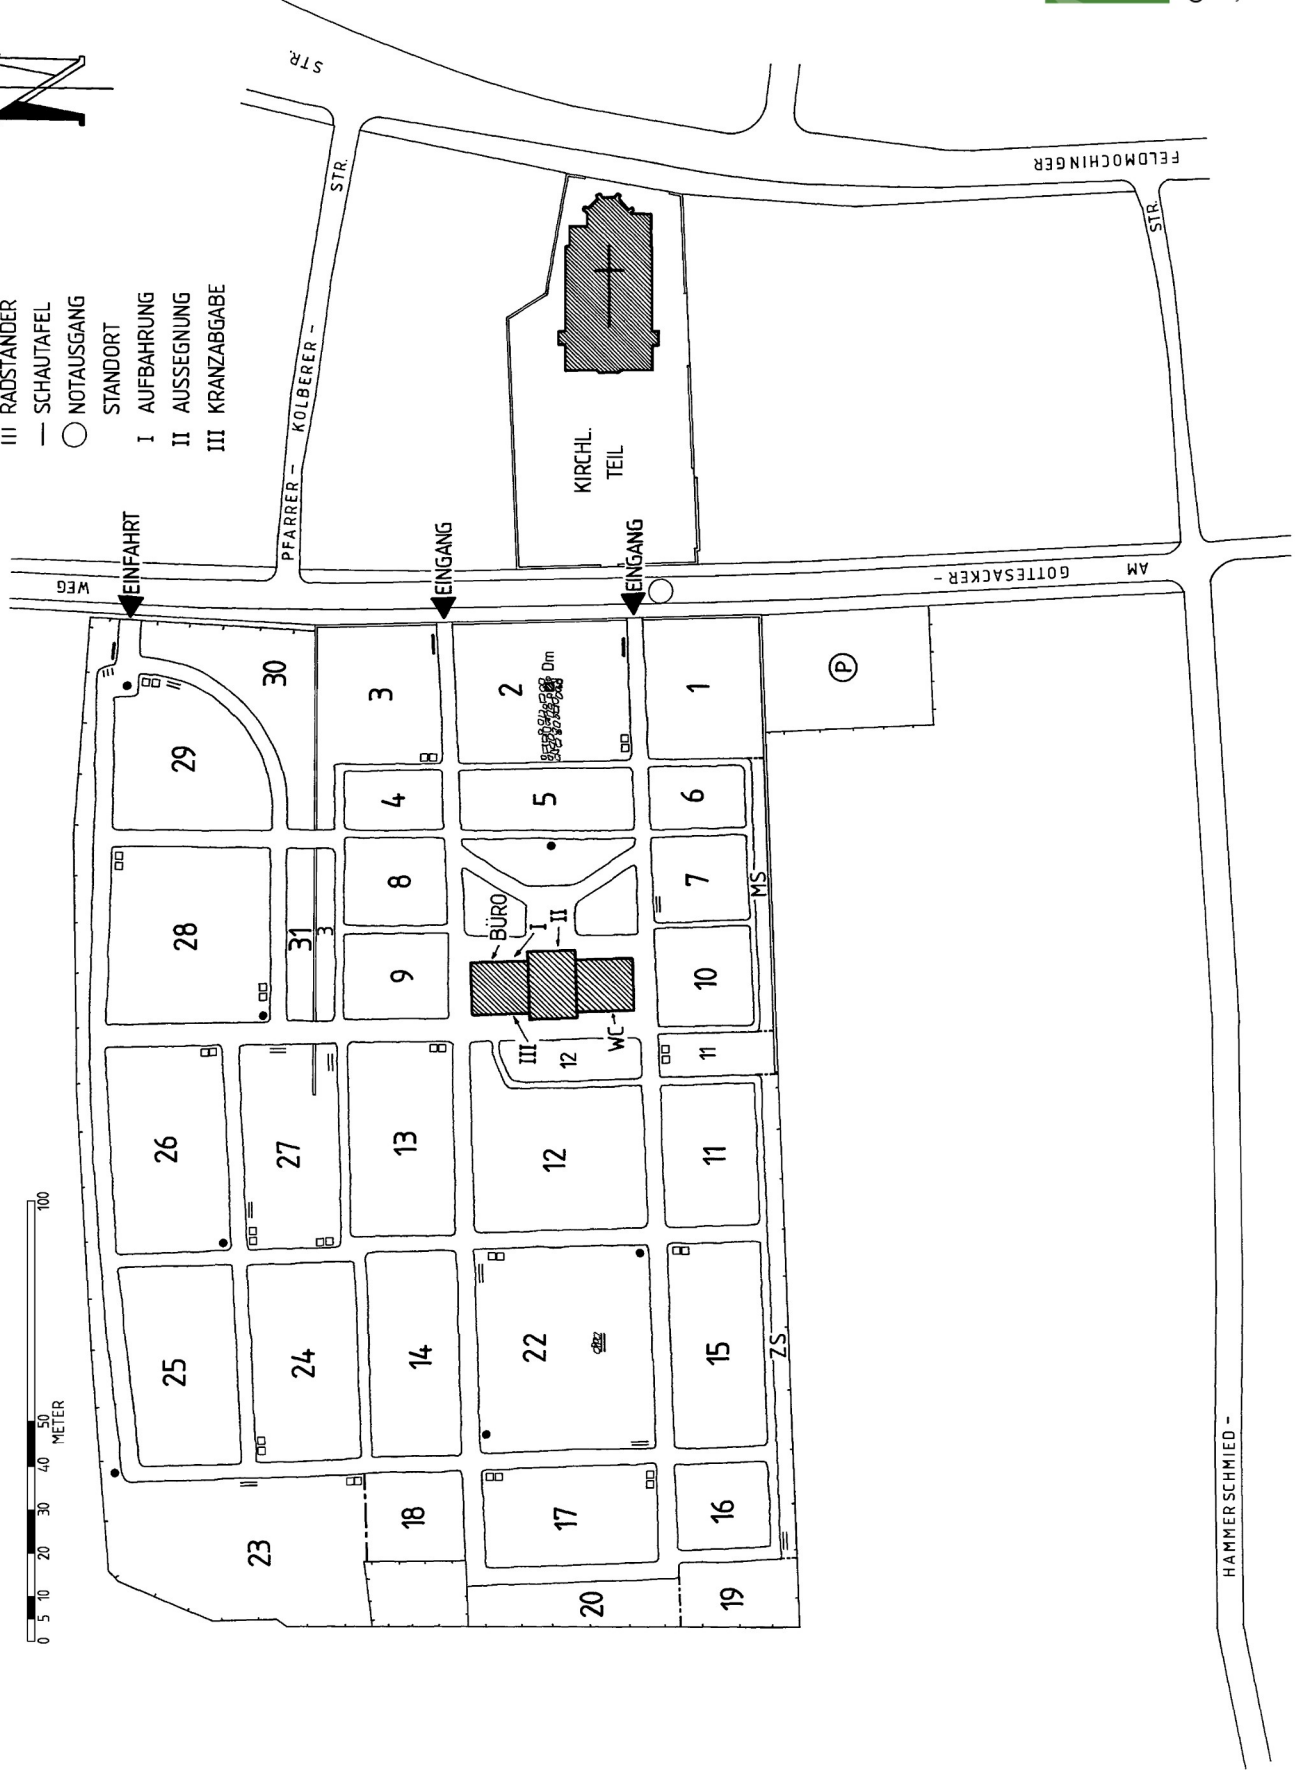 STR.
STR.
FELDMOCHINGER
STR.
III RADSTÄNDER
— SCHAUTAFEL
◯ NOTAUSGANG
STANDORT
I AUFBAHRUNG
II AUSSEGNUNG
III KRANZABGABE
PFARRER - KOLBERER -
KIRCHL.
TEIL
WEG
EINFAHRT
EINGANG
EINGANG
AM GOTTESACKER -
30
3
2
Dm
1
P
29
4
5
6
28
31
3
8
7
MS
BÜRO
I
II
9
10
III
12
WC
11
26
27
13
12
11
25
24
14
22
15
ZS
23
18
17
16
20
19
0 5 10 20 30 40 50 100
METER
HAMMERSCHMIED -